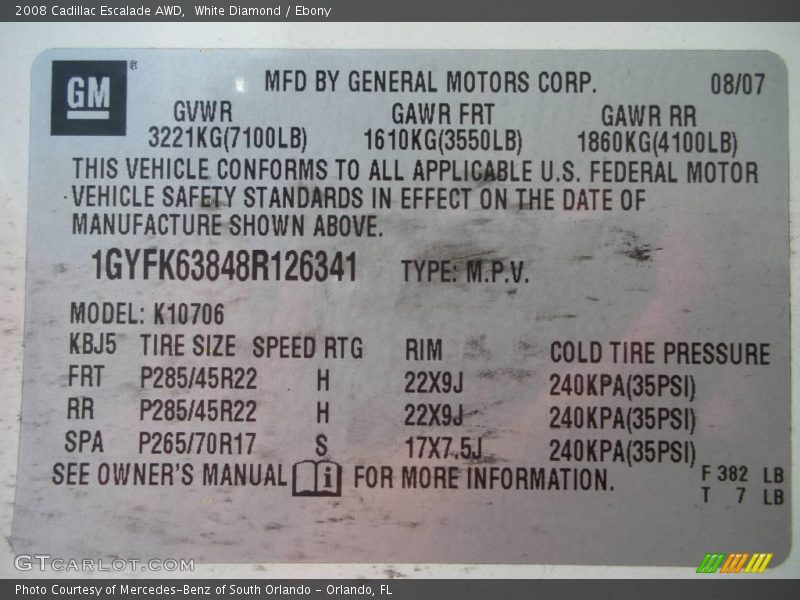 2008 Cadillac Escalade AWD,  White Diamond / Ebony
GM ®
MFD BY GENERAL MOTORS CORP. 08/07
GVWR GAWR FRT GAWR RR
3221KG(7100LB) 1610KG(3550LB) 1860KG(4100LB)
THIS VEHICLE CONFORMS TO ALL APPLICABLE U.S. FEDERAL MOTOR
VEHICLE SAFETY STANDARDS IN EFFECT ON THE DATE OF
MANUFACTURE SHOWN ABOVE.
1GYFK63848R126341 TYPE: M.P.V.
MODEL: K10706
KBJ5 TIRE SIZE SPEED RTG RIM COLD TIRE PRESSURE
FRT P285/45R22 H 22X9J 240KPA(35PSI)
RR P285/45R22 H 22X9J 240KPA(35PSI)
SPA P265/70R17 S 17X7.5J 240KPA(35PSI)
SEE OWNER'S MANUAL i FOR MORE INFORMATION.
F 382 LB
T 7 LB
GTCARLOT.COM
Photo Courtesy of Mercedes-Benz of South Orlando - Orlando, FL